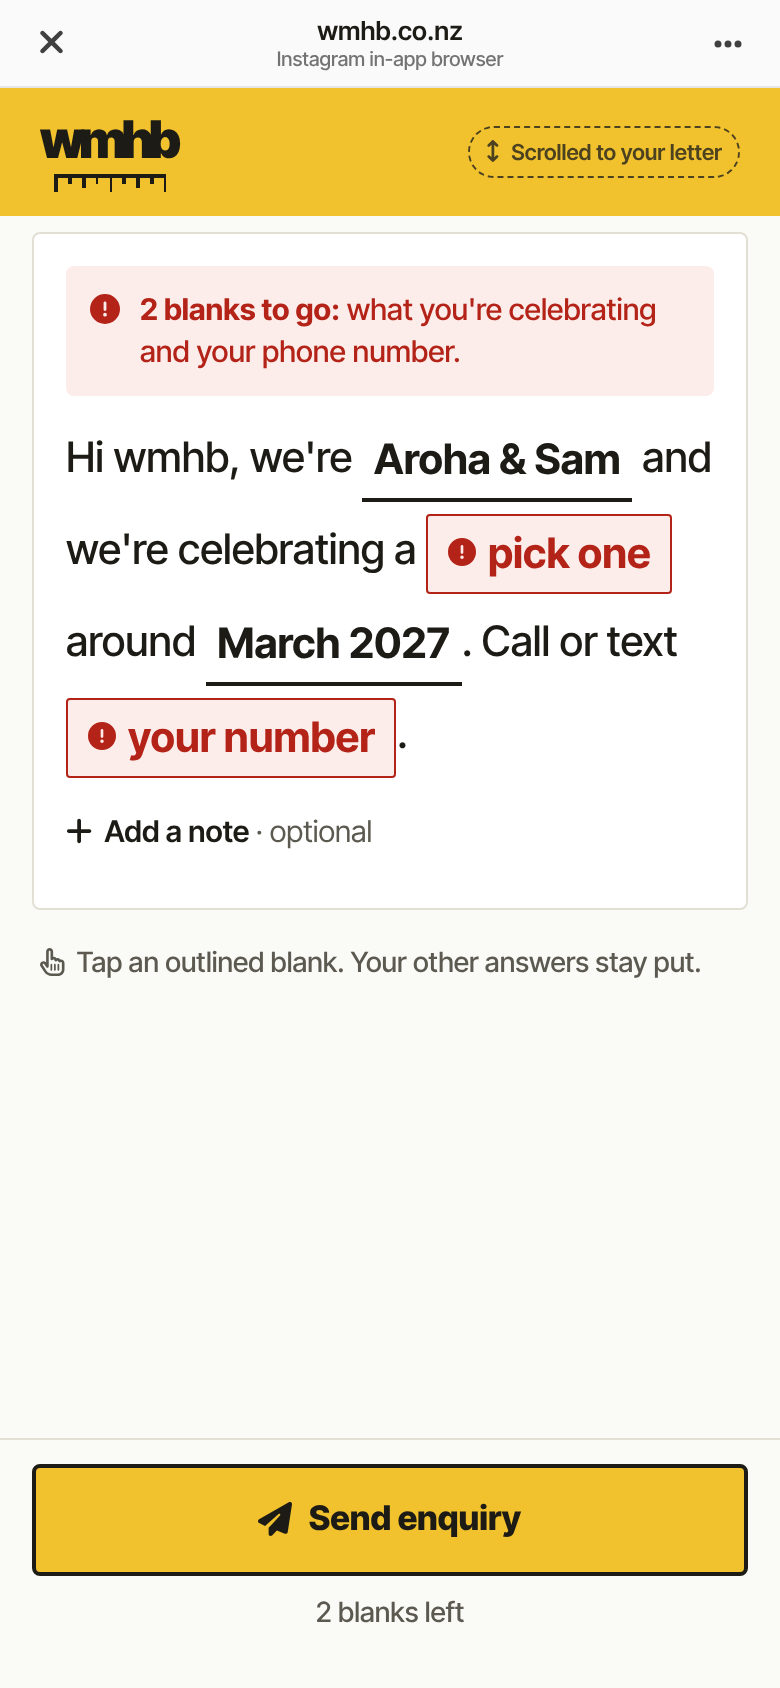 wmhb.co.nz
Instagram in-app browser
wmhb
Scrolled to your letter
2 blanks to go: what you're celebrating
and your phone number.
Hi wmhb, we're Aroha & Sam and
we're celebrating a pick one
around March 2027 . Call or text
your number .
Add a note · optional
Tap an outlined blank. Your other answers stay put.
Send enquiry
2 blanks left